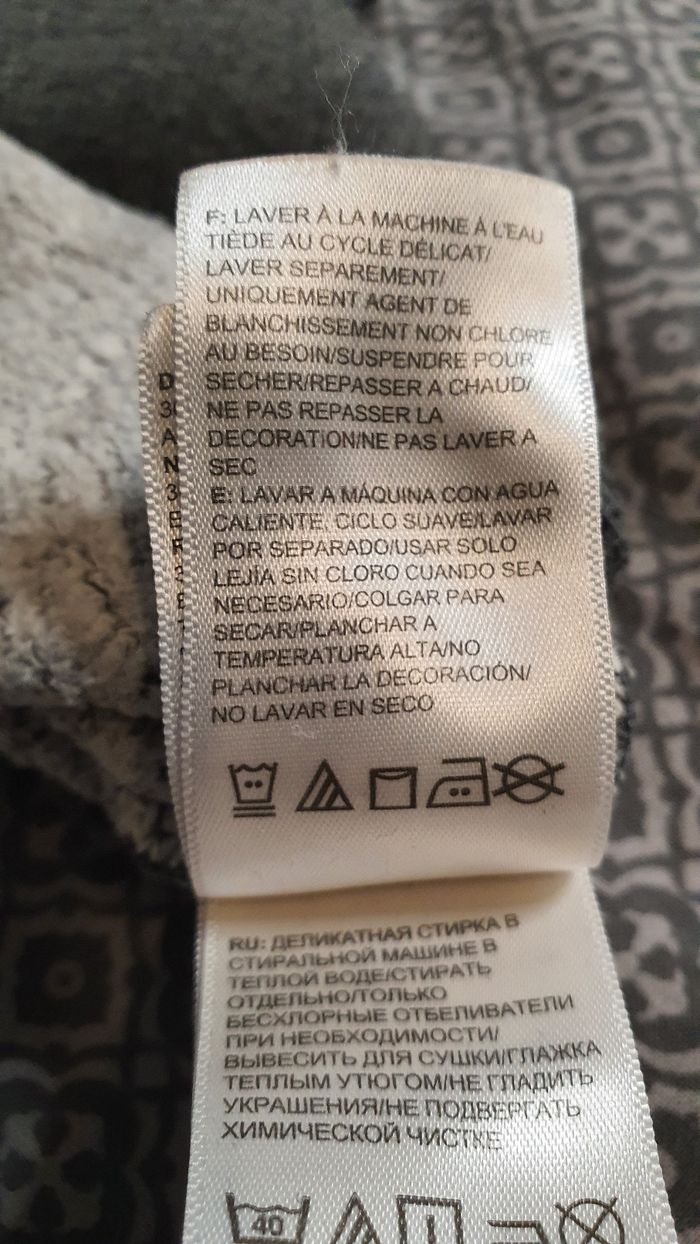 F: LAVER À LA MACHINE À L'EAU
TIÈDE AU CYCLE DÉLICAT/
LAVER SEPAREMENT/
UNIQUEMENT AGENT DE
BLANCHISSEMENT NON CHLORE
AU BESOIN/SUSPENDRE POUR
SECHER/REPASSER A CHAUD/
NE PAS REPASSER LA
DECORATION/NE PAS LAVER A
SEC
E: LAVAR A MÁQUINA CON AGUA
CALIENTE, CICLO SUAVE/LAVAR
POR SEPARADO/USAR SOLO
LEJÍA SIN CLORO CUANDO SEA
NECESARIO/COLGAR PARA
SECAR/PLANCHAR A
TEMPERATURA ALTA/NO
PLANCHAR LA DECORACIÓN/
NO LAVAR EN SECO
RU: ДЕЛИКАТНАЯ СТИРКА В
СТИРАЛЬНОЙ МАШИНЕ В
ТЕПЛОЙ ВОДЕ/СТИРАТЬ
ОТДЕЛЬНО/ТОЛЬКО
БЕСХЛОРНЫЕ ОТБЕЛИВАТЕЛИ
ПРИ НЕОБХОДИМОСТИ/
ВЫВЕСИТЬ ДЛЯ СУШКИ/ГЛАЖКА
ТЕПЛЫМ УТЮГОМ/НЕ ГЛАДИТЬ
УКРАШЕНИЯ/НЕ ПОДВЕРГАТЬ
ХИМИЧЕСКОЙ ЧИСТКЕ
40